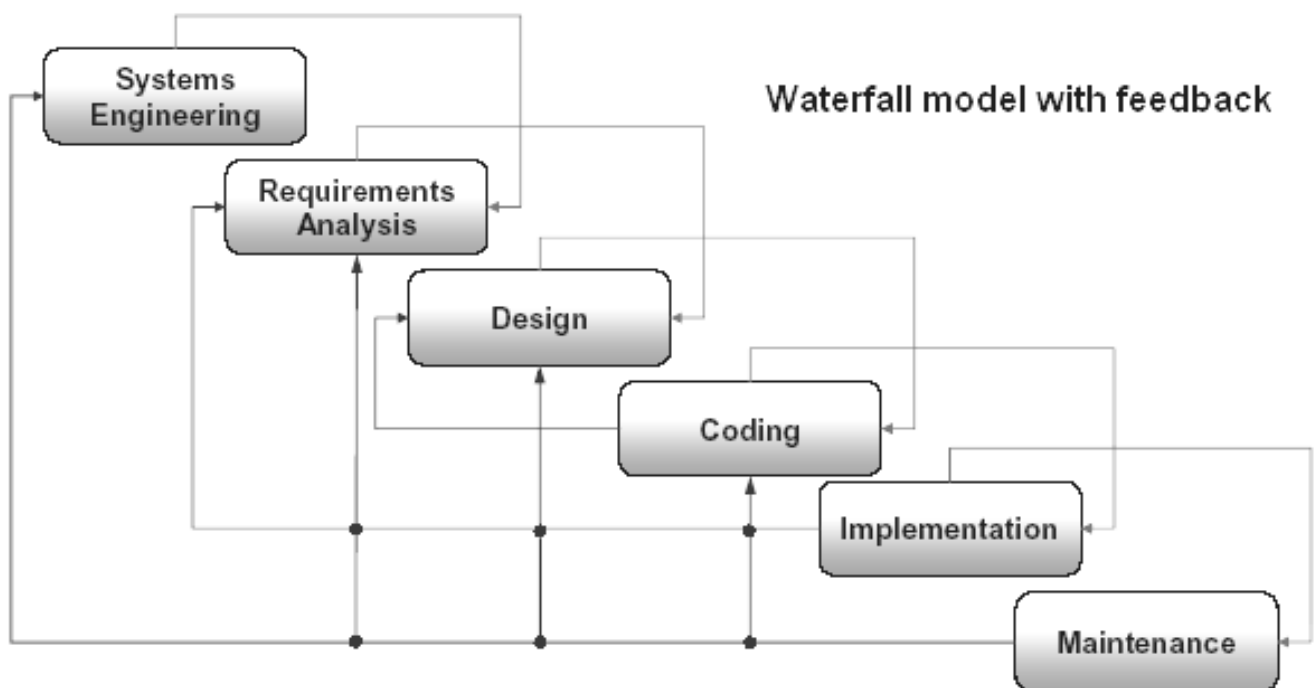 Systems
Engineering
Waterfall model with feedback
Requirements
Analysis
Design
Coding
Implementation
Maintenance